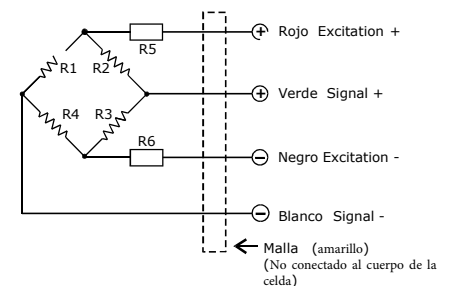 Rojo Excitation +
R5
R1
R2
Verde Signal +
R4
R3
R6
Negro Excitation -
Blanco Signal -
Malla (amarillo)
(No conectado al cuerpo de la
celda)